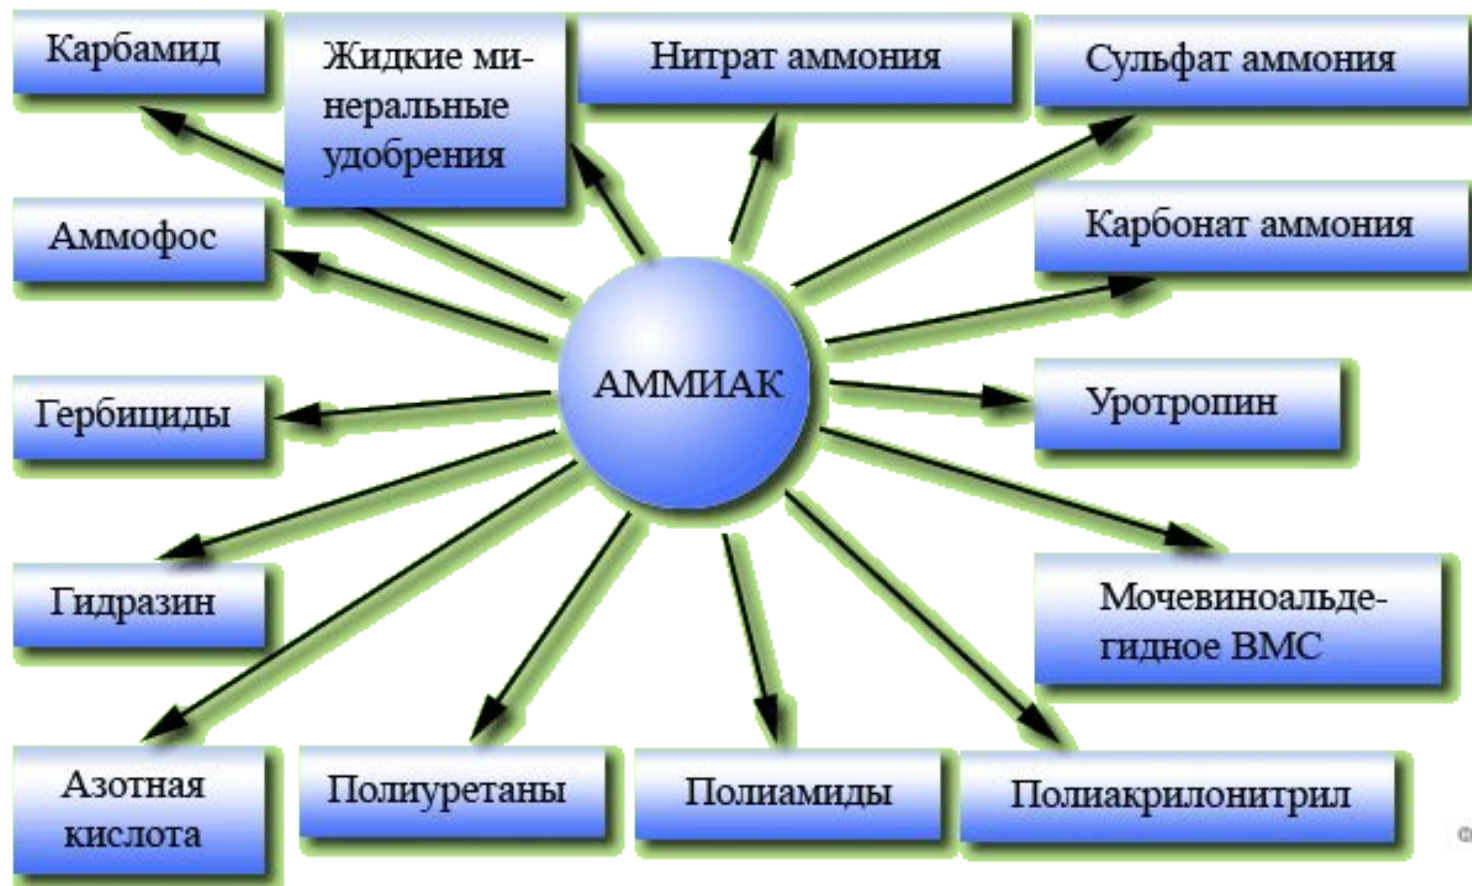 Карбамид
Жидкие ми-
неральные
удобрения
Нитрат аммония
Сульфат аммония
Аммофос
Карбонат аммония
АММИАК
Гербициды
Уротропин
Гидразин
Мочевиноальде-
гидное ВМС
Азотная
кислота
Полиуретаны
Полиамиды
Полиакрилонитрил